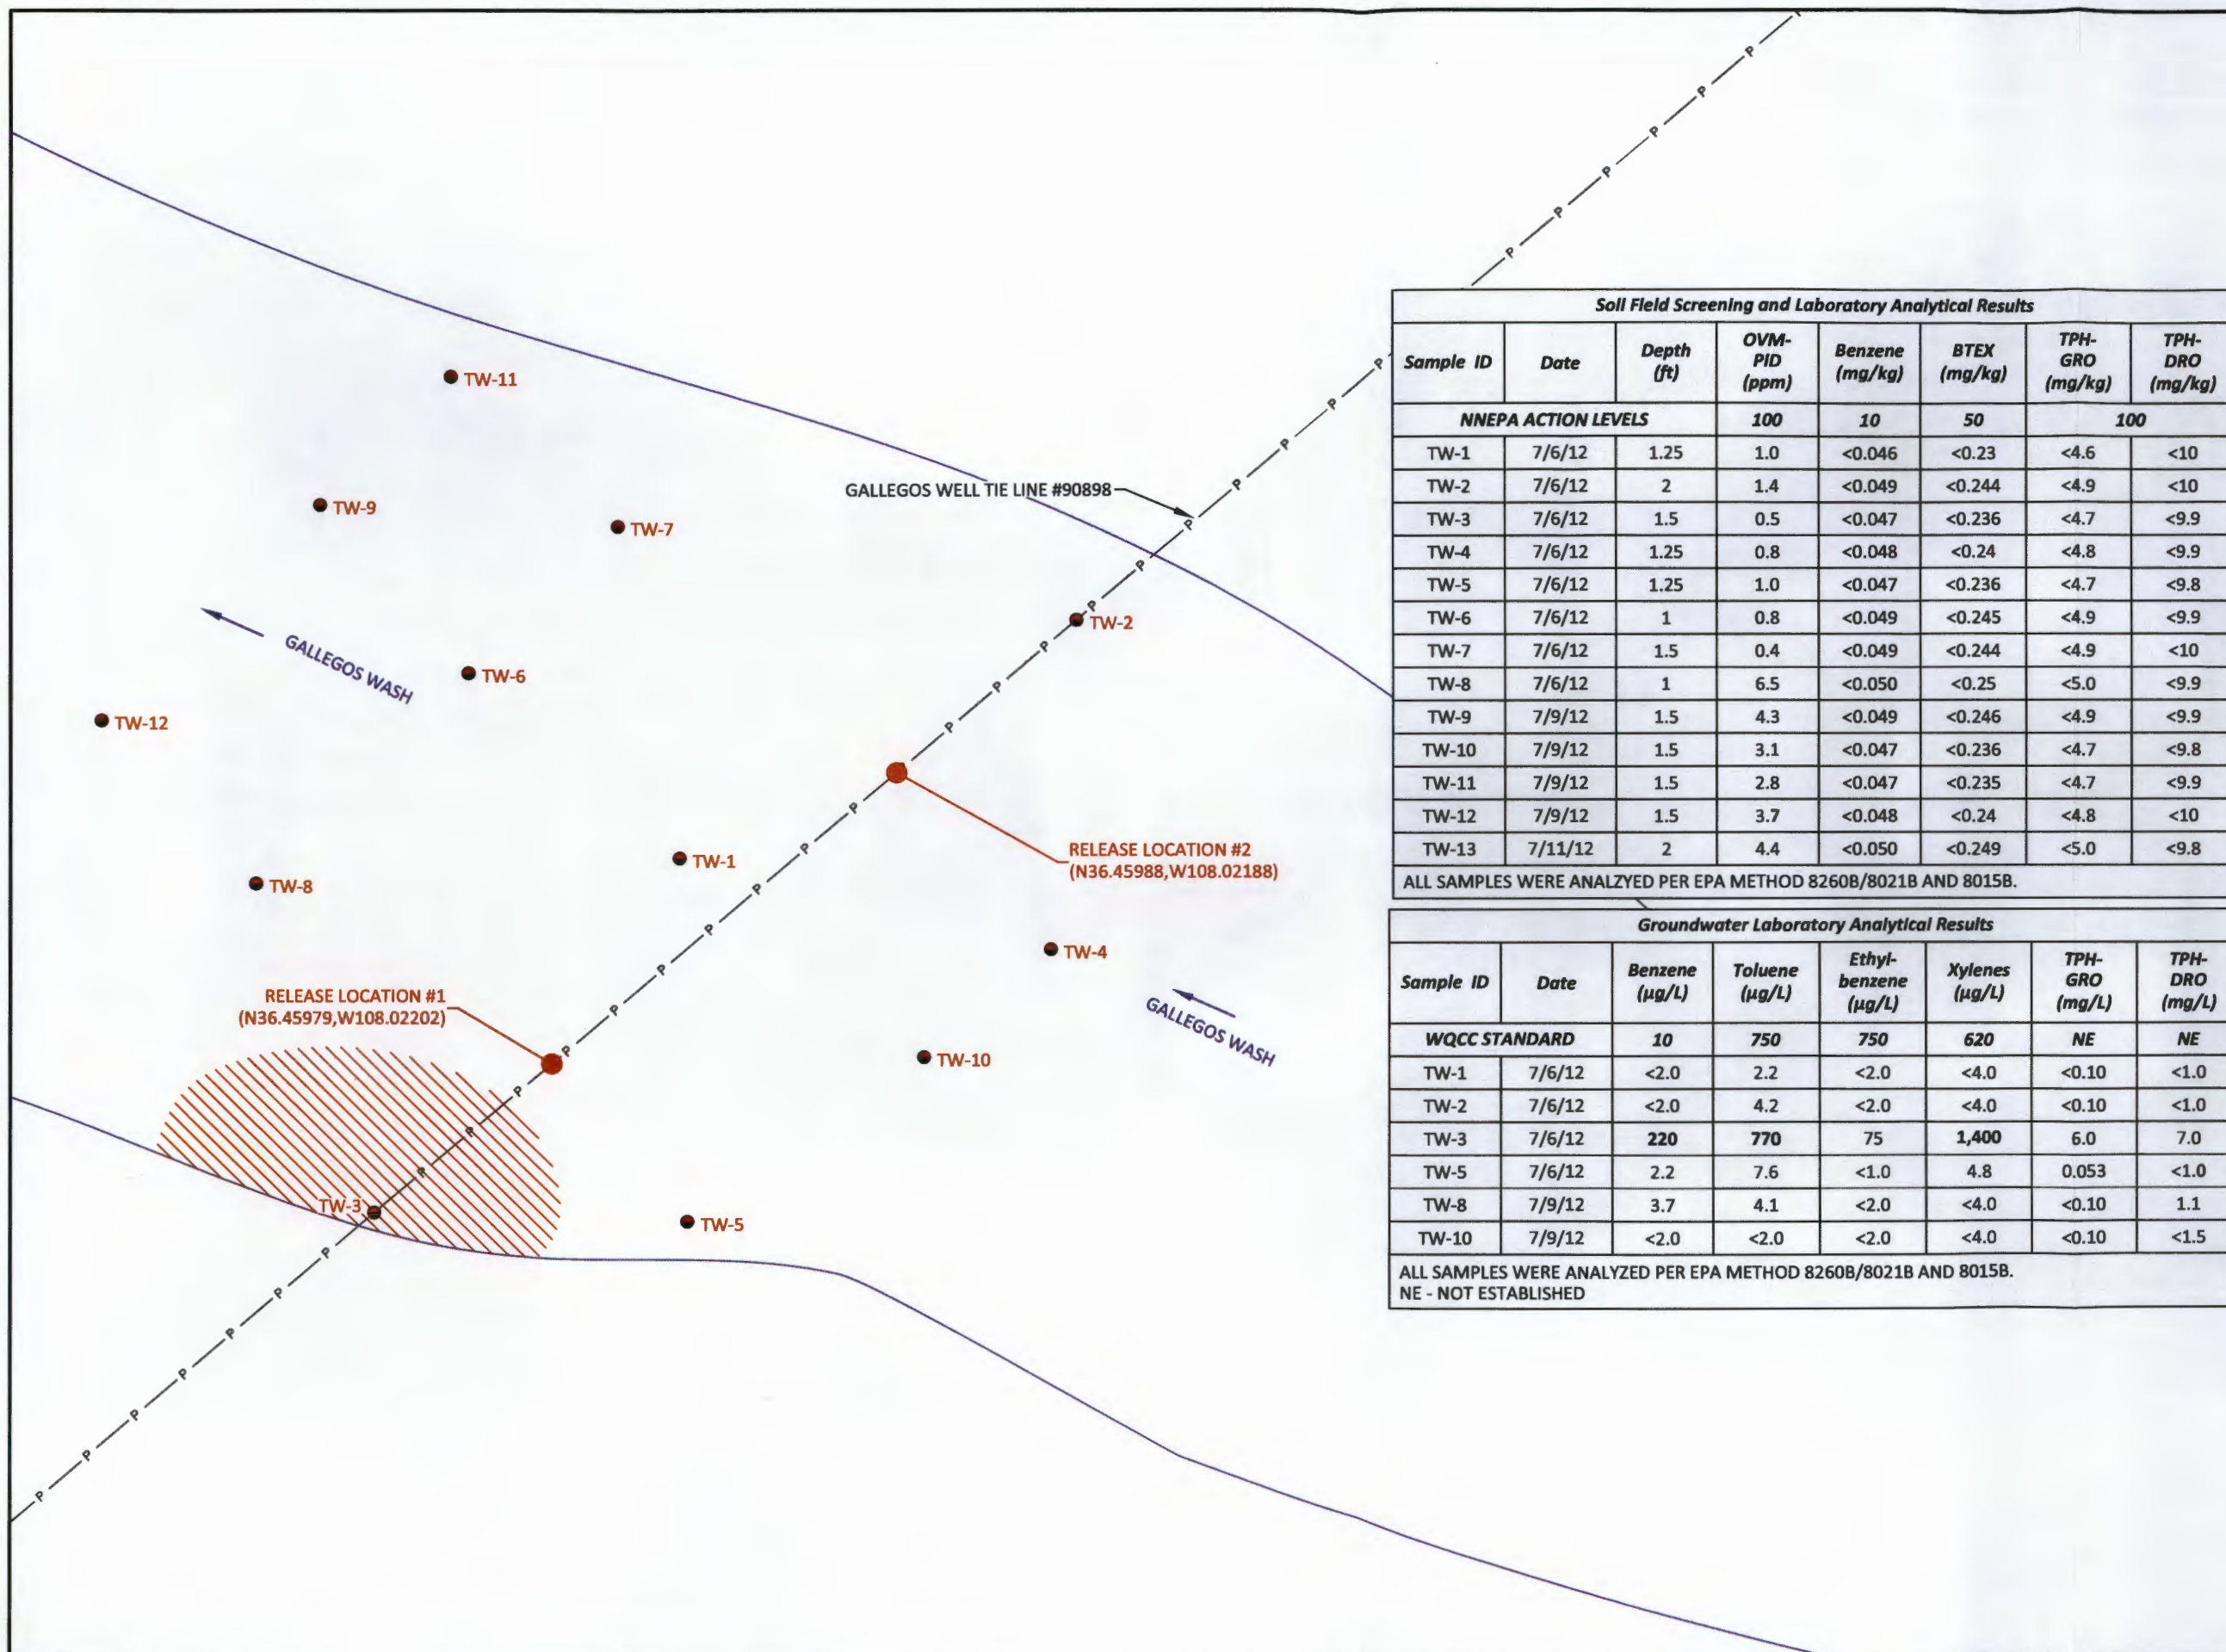 TW-11
TW-9
TW-7
GALLEGOS WELL TIE LINE #90898
TW-2
GALLEGOS WASH
TW-6
TW-12
RELEASE LOCATION #2
(N36.45988,W108.02188)
TW-1
TW-8
TW-4
RELEASE LOCATION #1
(N36.45979,W108.02202)
GALLEGOS WASH
TW-10
TW-3
TW-5
P P P P P P P P P P P P P P P P P P P P P P P P P P P P P P P P P P P P
Soil Field Screening and Laboratory Analytical Results
Sample ID Date Depth (ft) OVM-PID (ppm) Benzene (mg/kg) BTEX (mg/kg) TPH-GRO (mg/kg) TPH-DRO (mg/kg)
NNEPA ACTION LEVELS 100 10 50 100
TW-1 7/6/12 1.25 1.0 <0.046 <0.23 <4.6 <10
TW-2 7/6/12 2 1.4 <0.049 <0.244 <4.9 <10
TW-3 7/6/12 1.5 0.5 <0.047 <0.236 <4.7 <9.9
TW-4 7/6/12 1.25 0.8 <0.048 <0.24 <4.8 <9.9
TW-5 7/6/12 1.25 1.0 <0.047 <0.236 <4.7 <9.8
TW-6 7/6/12 1 0.8 <0.049 <0.245 <4.9 <9.9
TW-7 7/6/12 1.5 0.4 <0.049 <0.244 <4.9 <10
TW-8 7/6/12 1 6.5 <0.050 <0.25 <5.0 <9.9
TW-9 7/9/12 1.5 4.3 <0.049 <0.246 <4.9 <9.9
TW-10 7/9/12 1.5 3.1 <0.047 <0.236 <4.7 <9.8
TW-11 7/9/12 1.5 2.8 <0.047 <0.235 <4.7 <9.9
TW-12 7/9/12 1.5 3.7 <0.048 <0.24 <4.8 <10
TW-13 7/11/12 2 4.4 <0.050 <0.249 <5.0 <9.8
ALL SAMPLES WERE ANALZYED PER EPA METHOD 8260B/8021B AND 8015B.
Groundwater Laboratory Analytical Results
Sample ID Date Benzene (µg/L) Toluene (µg/L) Ethyl-benzene (µg/L) Xylenes (µg/L) TPH-GRO (mg/L) TPH-DRO (mg/L)
WQCC STANDARD 10 750 750 620 NE NE
TW-1 7/6/12 <2.0 2.2 <2.0 <4.0 <0.10 <1.0
TW-2 7/6/12 <2.0 4.2 <2.0 <4.0 <0.10 <1.0
TW-3 7/6/12 220 770 75 1,400 6.0 7.0
TW-5 7/6/12 2.2 7.6 <1.0 4.8 0.053 <1.0
TW-8 7/9/12 3.7 4.1 <2.0 <4.0 <0.10 1.1
TW-10 7/9/12 <2.0 <2.0 <2.0 <4.0 <0.10 <1.5
ALL SAMPLES WERE ANALYZED PER EPA METHOD 8260B/8021B AND 8015B.
NE - NOT ESTABLISHED